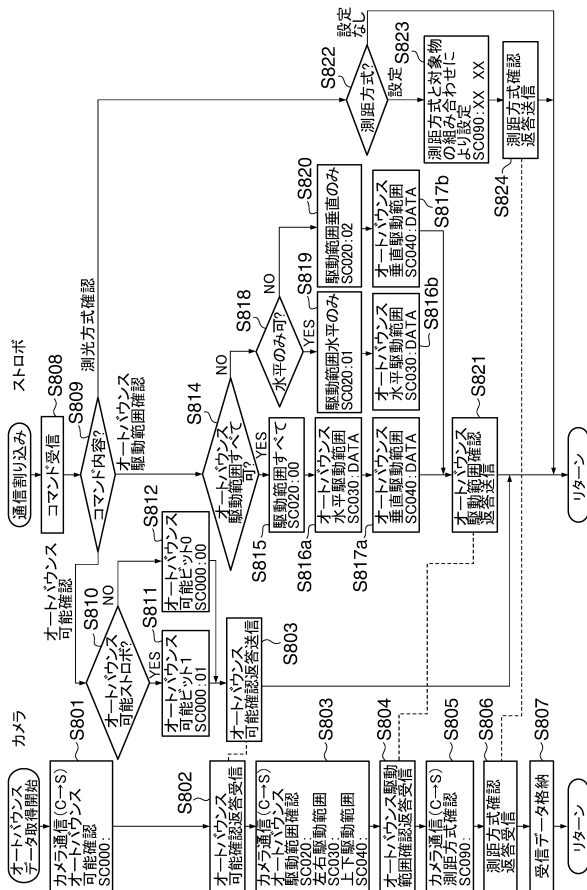 カメラ
オートバウンス
データ取得開始
S801
カメラ通信(C→S)
オートバウンス
可能確認
SC000:
S802
オートバウンス
可能確認返答受信
S803
カメラ通信(C→S)
オートバウンス
駆動範囲確認
SC020:
左右駆動範囲
SC030:
上下駆動範囲
SC040:
S804
オートバウンス駆動
範囲確認返答受信
S805
カメラ通信(C→S)
測距方式確認
SC090:
S806
測距方式確認
返答受信
S807
受信データ格納
リターン
ストロボ
通信割り込み
S808
コマンド受信
S809
コマンド内容?
オートバウンス
可能確認
オートバウンス
駆動範囲確認
測光方式確認
S810
オートバウンス
可能ストロボ?
YES
NO
S811
オートバウンス
可能ビット1
SC000:01
S812
オートバウンス
可能ビット0
SC000:00
S803
オートバウンス
可能確認返答送信
S814
オートバウンス
駆動範囲すべて
可?
YES
NO
S815
駆動範囲すべて
SC020:00
S816a
オートバウンス
水平駆動範囲
SC030:DATA
S817a
オートバウンス
垂直駆動範囲
SC040:DATA
S818
水平のみ可?
YES
NO
S819
駆動範囲水平のみ
SC020:01
S816b
オートバウンス
水平駆動範囲
SC030:DATA
S820
駆動範囲垂直のみ
SC020:02
S817b
オートバウンス
垂直駆動範囲
SC040:DATA
S821
オートバウンス
駆動範囲確認
返答送信
S822
測距方式?
設定
設定
なし
S823
測距方式と対象物
の組み合わせに
より設定
SC090:XX XX
S824
測距方式確認
返答送信
リターン